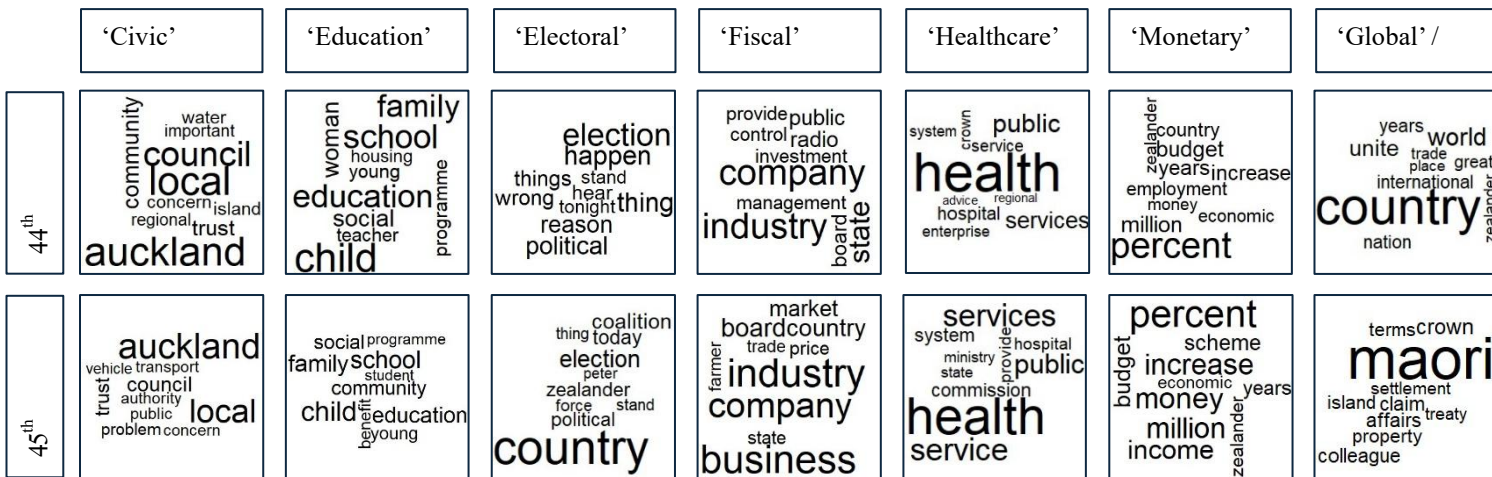 ‘Civic’
‘Education’
‘Electoral’
‘Fiscal’
‘Healthcare’
‘Monetary’
‘Global’ /
44th
community
water
important
council
local
concern
island
regional
trust
auckland
woman
family
school
housing
young
education
social
teacher
programme
child
election
happen
things
stand
wrong
hear
tonight
thing
reason
political
provide
public
control
radio
investment
company
management
industry
board
state
system
crown
public
service
health
advice
regional
hospital
services
enterprise
zealander
country
budget
years
increase
employment
money
economic
million
percent
years
world
unite
trade
place
great
international
country
zealander
nation
45th
auckland
vehicle
transport
trust
council
authority
public
local
problem
concern
social
programme
family
school
student
community
child
benefit
education
young
coalition
thing
today
election
peter
zealander
force
stand
political
country
market
board
country
farmer
trade
price
industry
company
state
business
services
system
provide
hospital
ministry
state
public
commission
health
service
percent
budget
scheme
increase
economic
years
money
million
income
zealander
terms
crown
maori
settlement
island
claim
treaty
affairs
property
colleague